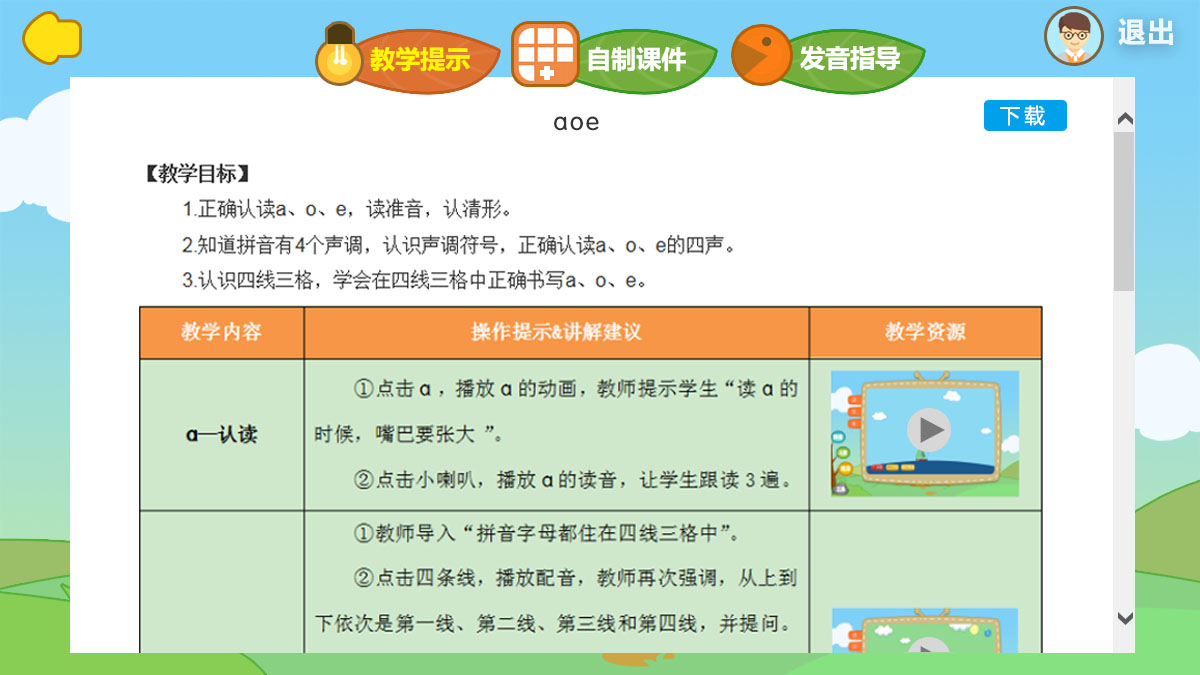 教学提示
自制课件
发音指导
退出
ɑoe
下载
【教学目标】
1.正确认读a、o、e，读准音，认清形。
2.知道拼音有4个声调，认识声调符号，正确认读a、o、e的四声。
3.认识四线三格，学会在四线三格中正确书写a、o、e。
教学内容
操作提示&讲解建议
教学资源
ɑ—认读
①点击 ɑ ，播放 ɑ 的动画，教师提示学生“读 ɑ 的
时候，嘴巴要张大 ”。
②点击小喇叭，播放 ɑ 的读音，让学生跟读 3 遍。
①教师导入“拼音字母都住在四线三格中”。
②点击四条线，播放配音，教师再次强调，从上到
下依次是第一线、第二线、第三线和第四线，并提问。